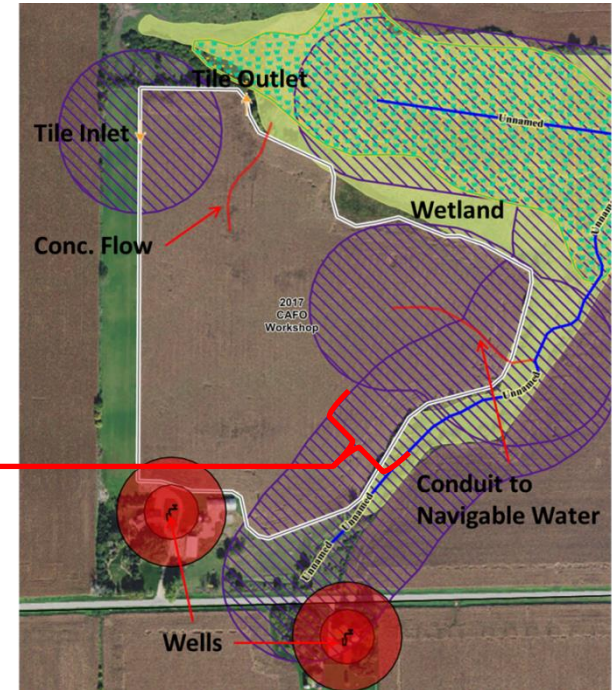 Tile Outlet
Unnamed
Tile Inlet
Wetland
Unnamed
Conc. Flow
2017
CAFO
Workshop
Unnamed
Conduit to
Navigable Water
Unnamed
Unnamed
Wells